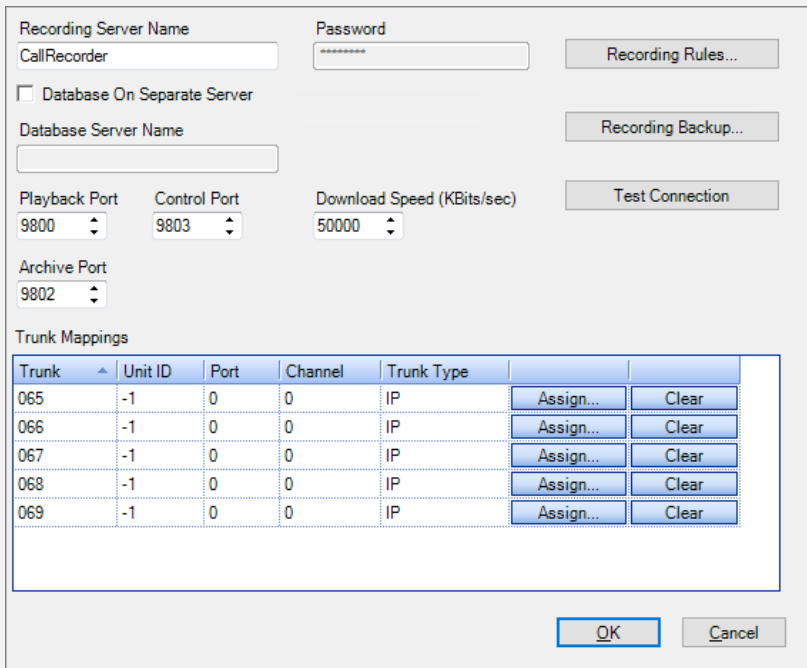 Recording Server Name Password
CallRecorder ******** Recording Rules...
Database On Separate Server
Database Server Name Recording Backup...
Playback Port Control Port Download Speed (KBits/sec) Test Connection
9800 9803 50000
Archive Port
9802
Trunk Mappings
Trunk Unit ID Port Channel Trunk Type
065 -1 0 0 IP Assign... Clear
066 -1 0 0 IP Assign... Clear
067 -1 0 0 IP Assign... Clear
068 -1 0 0 IP Assign... Clear
069 -1 0 0 IP Assign... Clear
OK Cancel